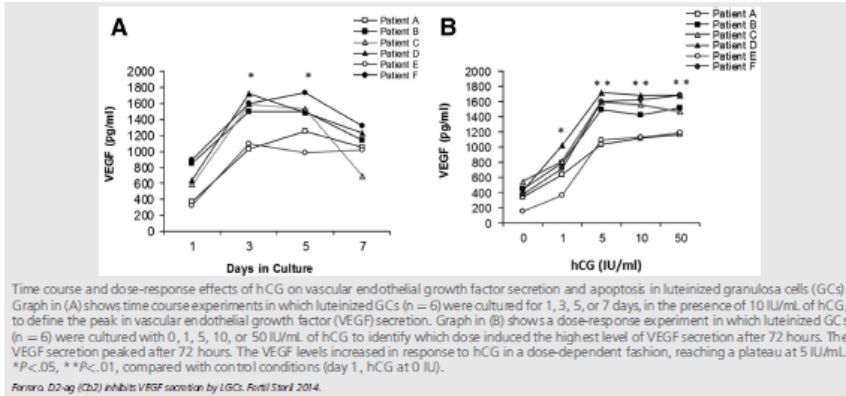 A
B
Patient A
Patient B
Patient C
Patient D
Patient E
Patient F
Patient A
Patient B
Patient C
Patient D
Patient E
Patient F
VEGF (pg/ml)
2000
1800
1600
1400
1200
1000
800
600
400
200
0
* *
1 3 5 7
Days in Culture
VEGF (pg/ml)
1800
1600
1400
1200
1000
800
600
400
200
0
* ** ** **
0 1 5 10 50
hCG (IU/ml)
Time course and dose-response effects of hCG on vascular endothelial growth factor secretion and apoptosis in luteinized granulosa cells (GCs)
Graph in (A) shows time course experiments in which luteinized GCs (n = 6) were cultured for 1, 3, 5, or 7 days, in the presence of 10 IU/mL of hCG,
to define the peak in vascular endothelial growth factor (VEGF) secretion. Graph in (B) shows a dose-response experiment in which luteinized GCs
(n = 6) were cultured with 0, 1, 5, 10, or 50 IU/mL of hCG to identify which dose induced the highest level of VEGF secretion after 72 hours. The
VEGF secretion peaked after 72 hours. The VEGF levels increased in response to hCG in a dose-dependent fashion, reaching a plateau at 5 IU/mL
*P<.05, **P<.01, compared with control conditions (day 1, hCG at 0 IU).
Ferrero. D2-ag (Cb2) inhibits VEGF secretion by LGCs. Fertil Steril 2014.